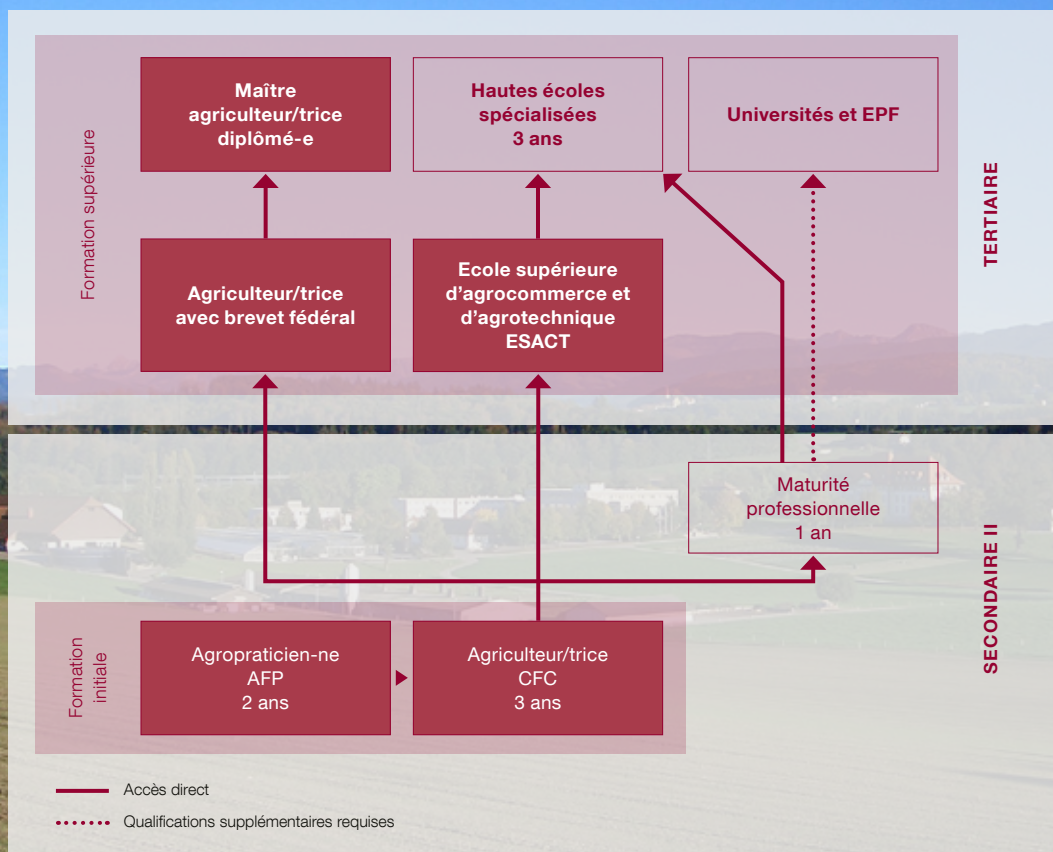 Maître
agriculteur/trice
diplômé-e
Hautes écoles
spécialisées
3 ans
Universités et EPF
Formation supérieure
TERTIAIRE
Agriculteur/trice
avec brevet fédéral
Ecole supérieure
d'agrocommerce et
d'agrotechnique
ESACT
Maturité
professionnelle
1 an
SECONDAIRE II
Formation
initiale
Agropraticien-ne
AFP
2 ans
Agriculteur/trice
CFC
3 ans
Accès direct
Qualifications supplémentaires requises